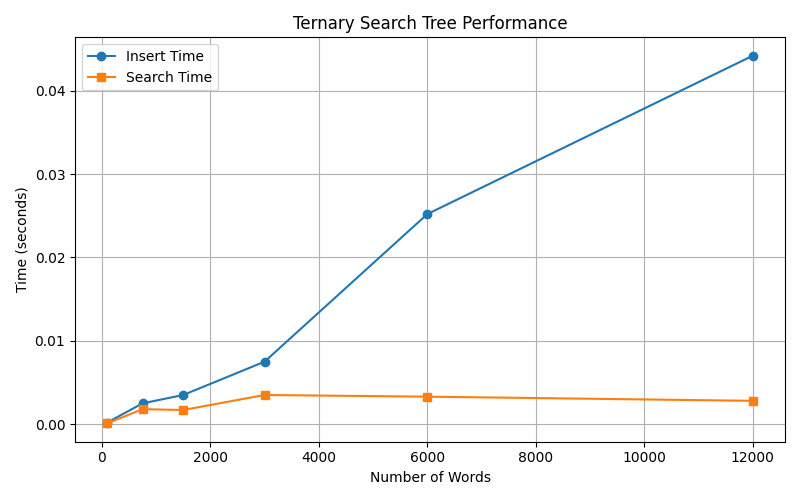 Ternary Search Tree Performance
Insert Time
Search Time
0.04
0.03
0.02
0.01
0.00
Time (seconds)
0 2000 4000 6000 8000 10000 12000
Number of Words